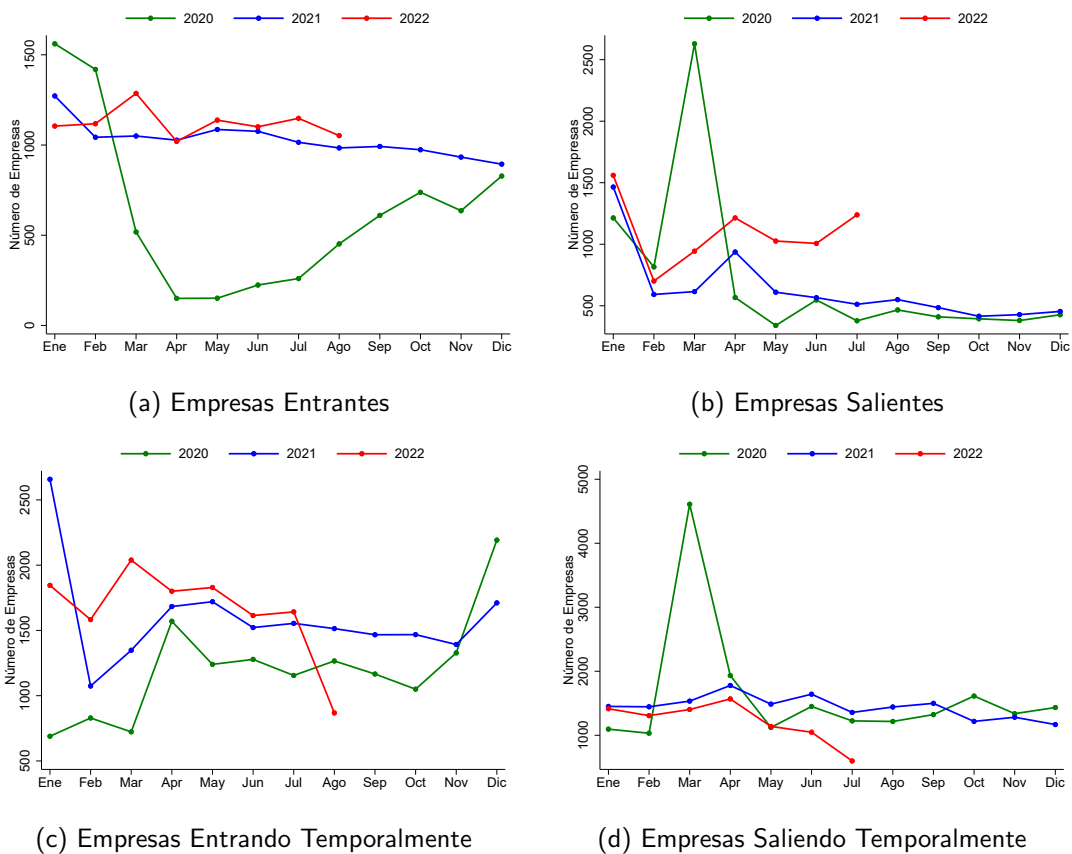 2020 2021 2022
Número de Empresas
1500
1000
500
0
Ene Feb Mar Apr May Jun Jul Ago Sep Oct Nov Dic
(a) Empresas Entrantes
2020 2021 2022
Número de Empresas
2500
1500
1000
500
Ene Feb Mar Apr May Jun Jul Ago Sep Oct Nov Dic
(b) Empresas Salientes
2020 2021 2022
Número de Empresas
2500
2000
1500
1000
500
Ene Feb Mar Apr May Jun Jul Ago Sep Oct Nov Dic
(c) Empresas Entrando Temporalmente
2020 2021 2022
Número de Empresas
5000
4000
3000
2000
1000
Ene Feb Mar Apr May Jun Jul Ago Sep Oct Nov Dic
(d) Empresas Saliendo Temporalmente